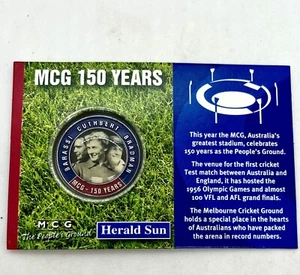 MCG 150 YEARS
BARASSI CUTHBERT BRADMAN
MCG - 150 YEARS
MCG
The People's Ground
Herald Sun
This year the MCG, Australia's
greatest stadium, celebrates
150 years as the People's Ground.
The venue for the first cricket
Test match between Australia and
England, it has hosted the
1956 Olympic Games and almost
100 VFL and AFL grand finals.
The Melbourne Cricket Ground
holds a special place in the hearts
of Australians who have packed
the arena in record numbers.